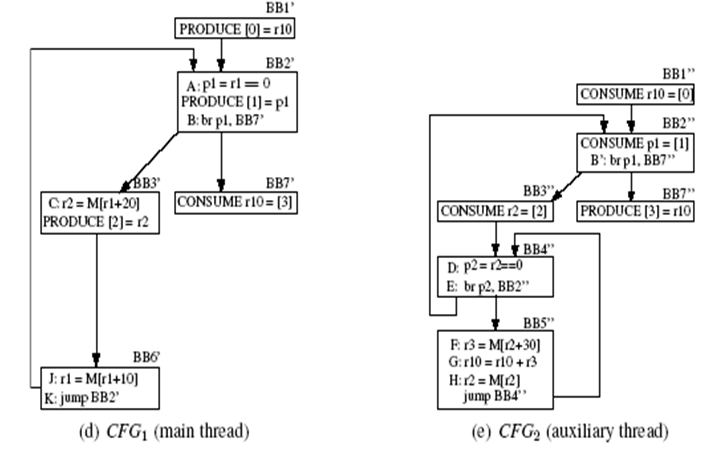 BB1'
PRODUCE [0] = r10
BB2'
A: p1 = r1 == 0
PRODUCE [1] = p1
B: br p1, BB7'
BB3'
C: r2 = M[r1+20]
PRODUCE [2] = r2
BB7'
CONSUME r10 = [3]
BB6'
J: r1 = M[r1+10]
K: jump BB2'
(d) CFG1 (main thread)
BB1''
CONSUME r10 = [0]
BB2''
CONSUME p1 = [1]
B': br p1, BB7''
BB3''
CONSUME r2 = [2]
BB7''
PRODUCE [3] = r10
BB4''
D: p2 = r2==0
E: br p2, BB2''
BB5''
F: r3 = M[r2+30]
G: r10 = r10 + r3
H: r2 = M[r2]
jump BB4''
(e) CFG2 (auxiliary thread)